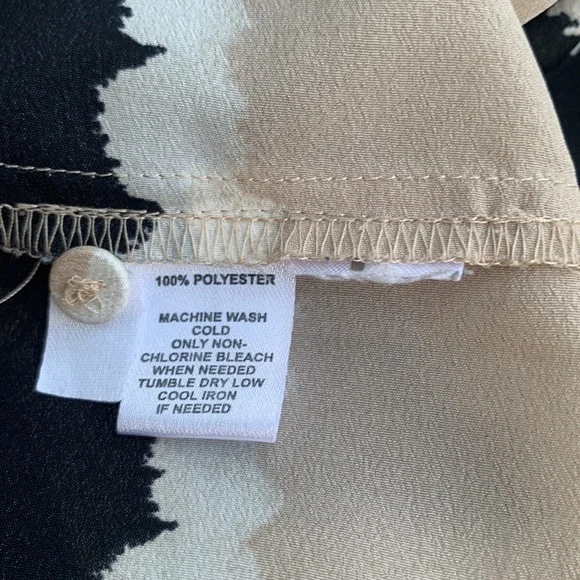 100% POLYESTER
MACHINE WASH
COLD
ONLY NON-
CHLORINE BLEACH
WHEN NEEDED
TUMBLE DRY LOW
COOL IRON
IF NEEDED